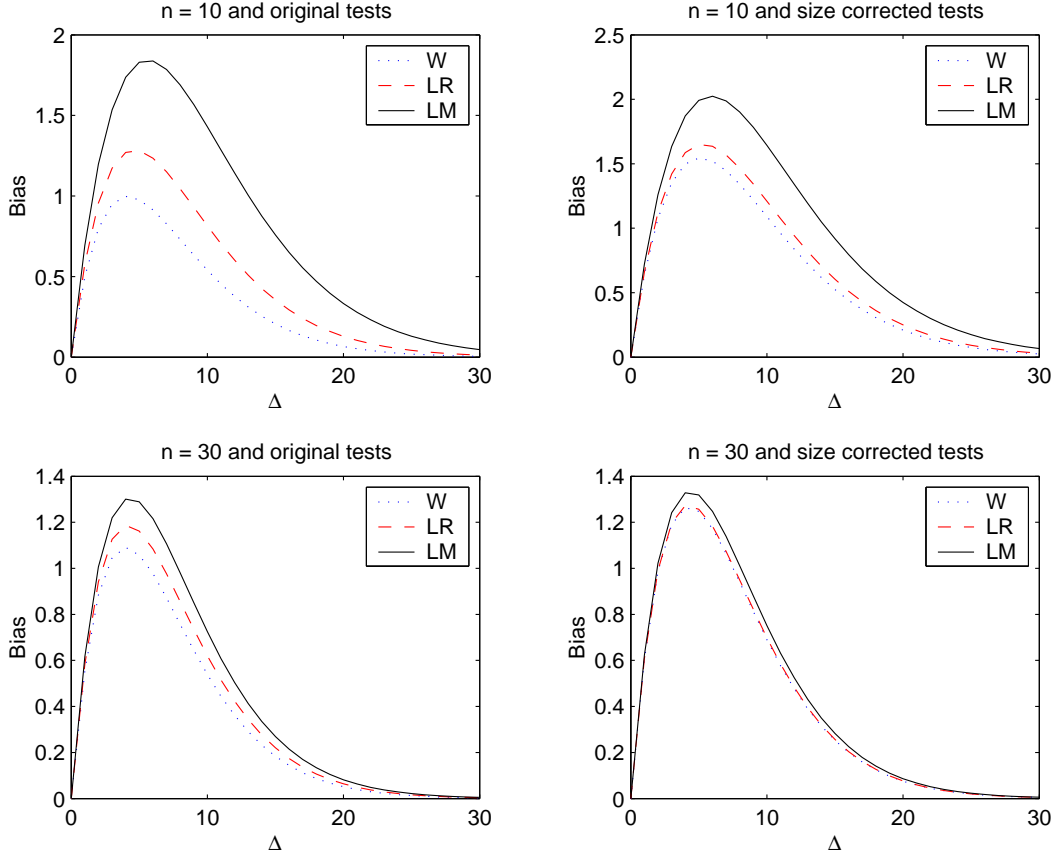 n = 10 and original tests
2
1.5
1
0.5
0
Bias
W
LR
LM
0
10
20
30
Δ
n = 10 and size corrected tests
2.5
2
1.5
1
0.5
0
Bias
W
LR
LM
0
10
20
30
Δ
n = 30 and original tests
1.4
1.2
1
0.8
0.6
0.4
0.2
0
Bias
W
LR
LM
0
10
20
30
Δ
n = 30 and size corrected tests
1.4
1.2
1
0.8
0.6
0.4
0.2
0
Bias
W
LR
LM
0
10
20
30
Δ